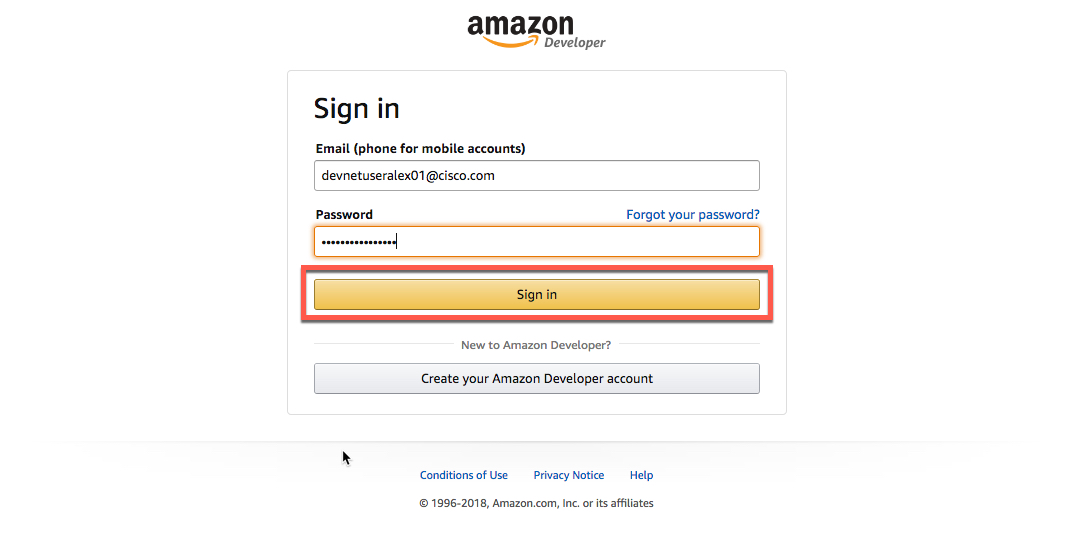 amazon
Developer
Sign in
Email (phone for mobile accounts)
devnetuseralex01@cisco.com
Password Forgot your password?
••••••••••••••••
Sign in
New to Amazon Developer?
Create your Amazon Developer account
Conditions of Use Privacy Notice Help
© 1996-2018, Amazon.com, Inc. or its affiliates